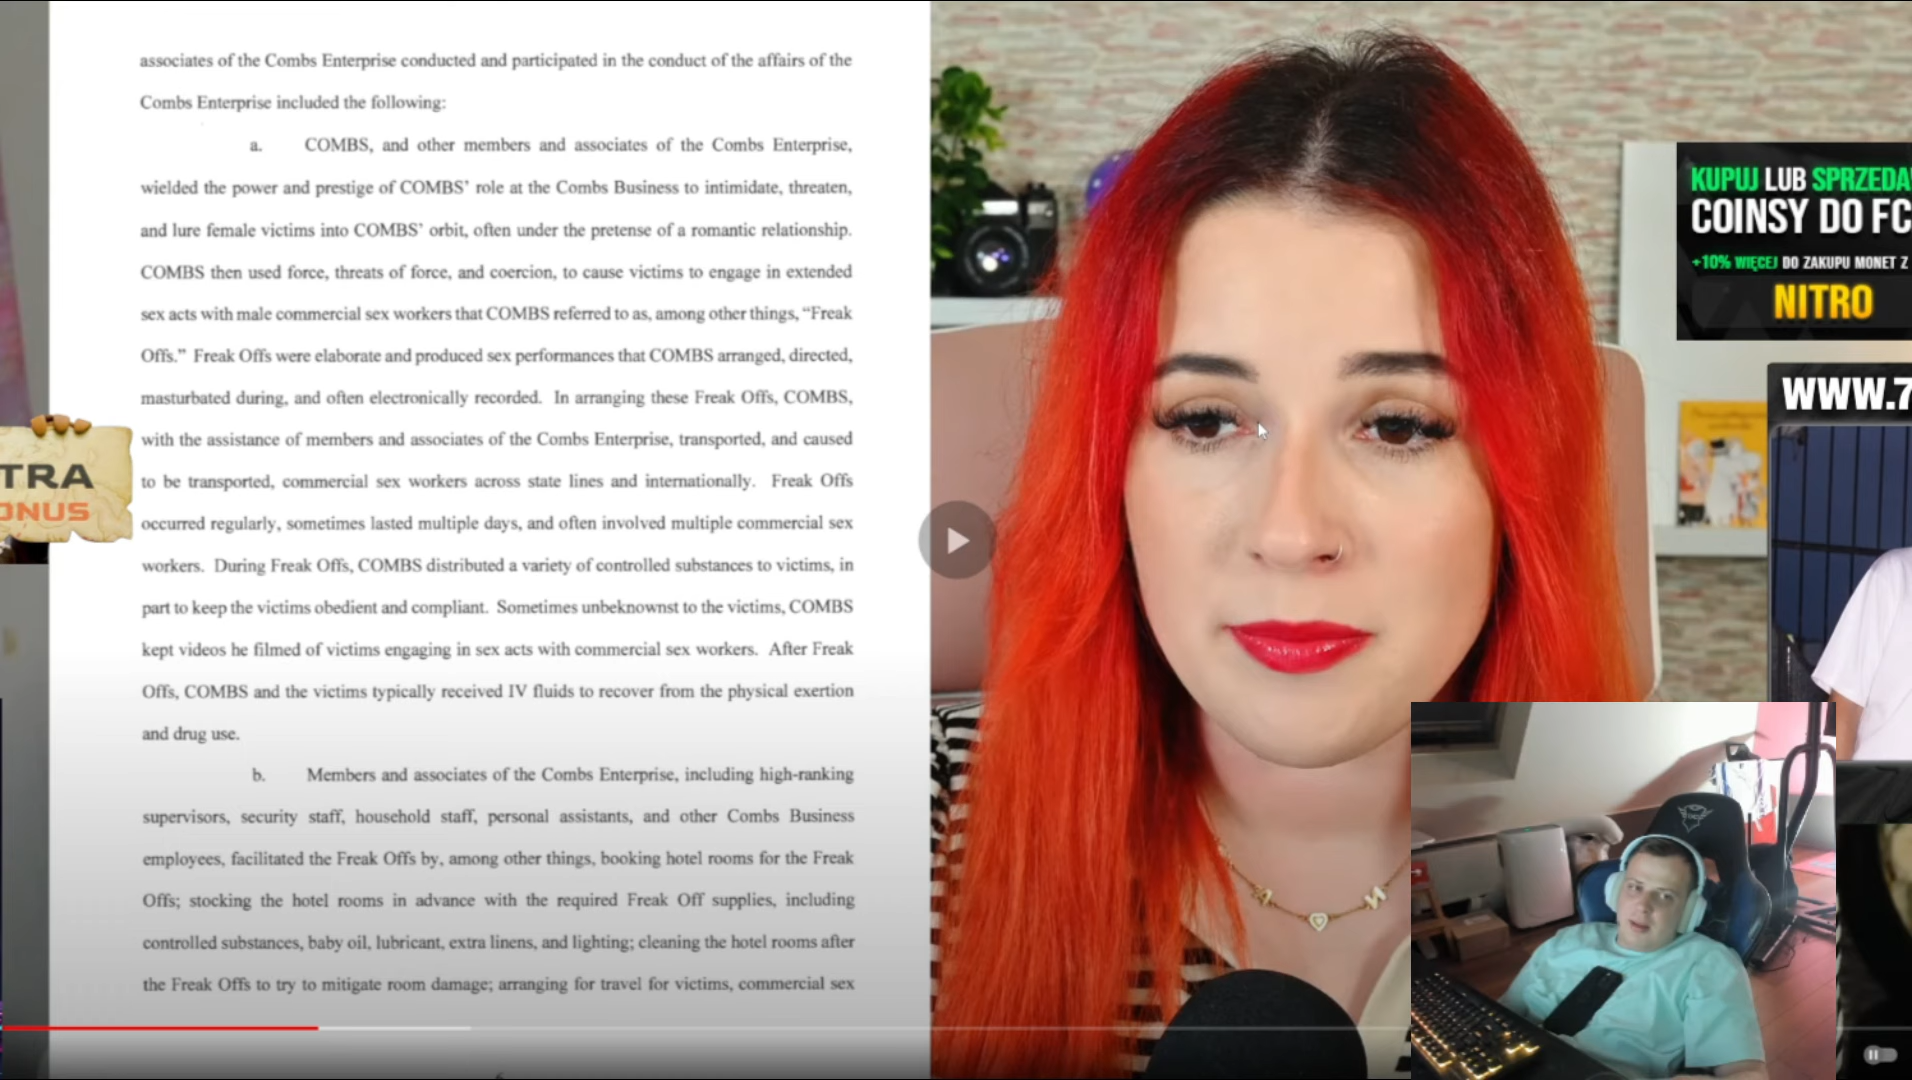 associates of the Combs Enterprise conducted and participated in the conduct of the affairs of the
Combs Enterprise included the following:
a. COMBS, and other members and associates of the Combs Enterprise,
wielded the power and prestige of COMBS’ role at the Combs Business to intimidate, threaten,
and lure female victims into COMBS’ orbit, often under the pretense of a romantic relationship.
COMBS then used force, threats of force, and coercion, to cause victims to engage in extended
sex acts with male commercial sex workers that COMBS referred to as, among other things, “Freak
Offs.” Freak Offs were elaborate and produced sex performances that COMBS arranged, directed,
masturbated during, and often electronically recorded. In arranging these Freak Offs, COMBS,
with the assistance of members and associates of the Combs Enterprise, transported, and caused
to be transported, commercial sex workers across state lines and internationally. Freak Offs
occurred regularly, sometimes lasted multiple days, and often involved multiple commercial sex
workers. During Freak Offs, COMBS distributed a variety of controlled substances to victims, in
part to keep the victims obedient and compliant. Sometimes unbeknownst to the victims, COMBS
kept videos he filmed of victims engaging in sex acts with commercial sex workers. After Freak
Offs, COMBS and the victims typically received IV fluids to recover from the physical exertion
and drug use.
b. Members and associates of the Combs Enterprise, including high-ranking
supervisors, security staff, household staff, personal assistants, and other Combs Business
employees, facilitated the Freak Offs by, among other things, booking hotel rooms for the Freak
Offs; stocking the hotel rooms in advance with the required Freak Off supplies, including
controlled substances, baby oil, lubricant, extra linens, and lighting; cleaning the hotel rooms after
the Freak Offs to try to mitigate room damage; arranging for travel for victims, commercial sex
TRA
ONUS
KUPUJ LUB SPRZEDA
COINSY DO FC
+10% WIĘCEJ DO ZAKUPU MONET Z
NITRO
WWW.7